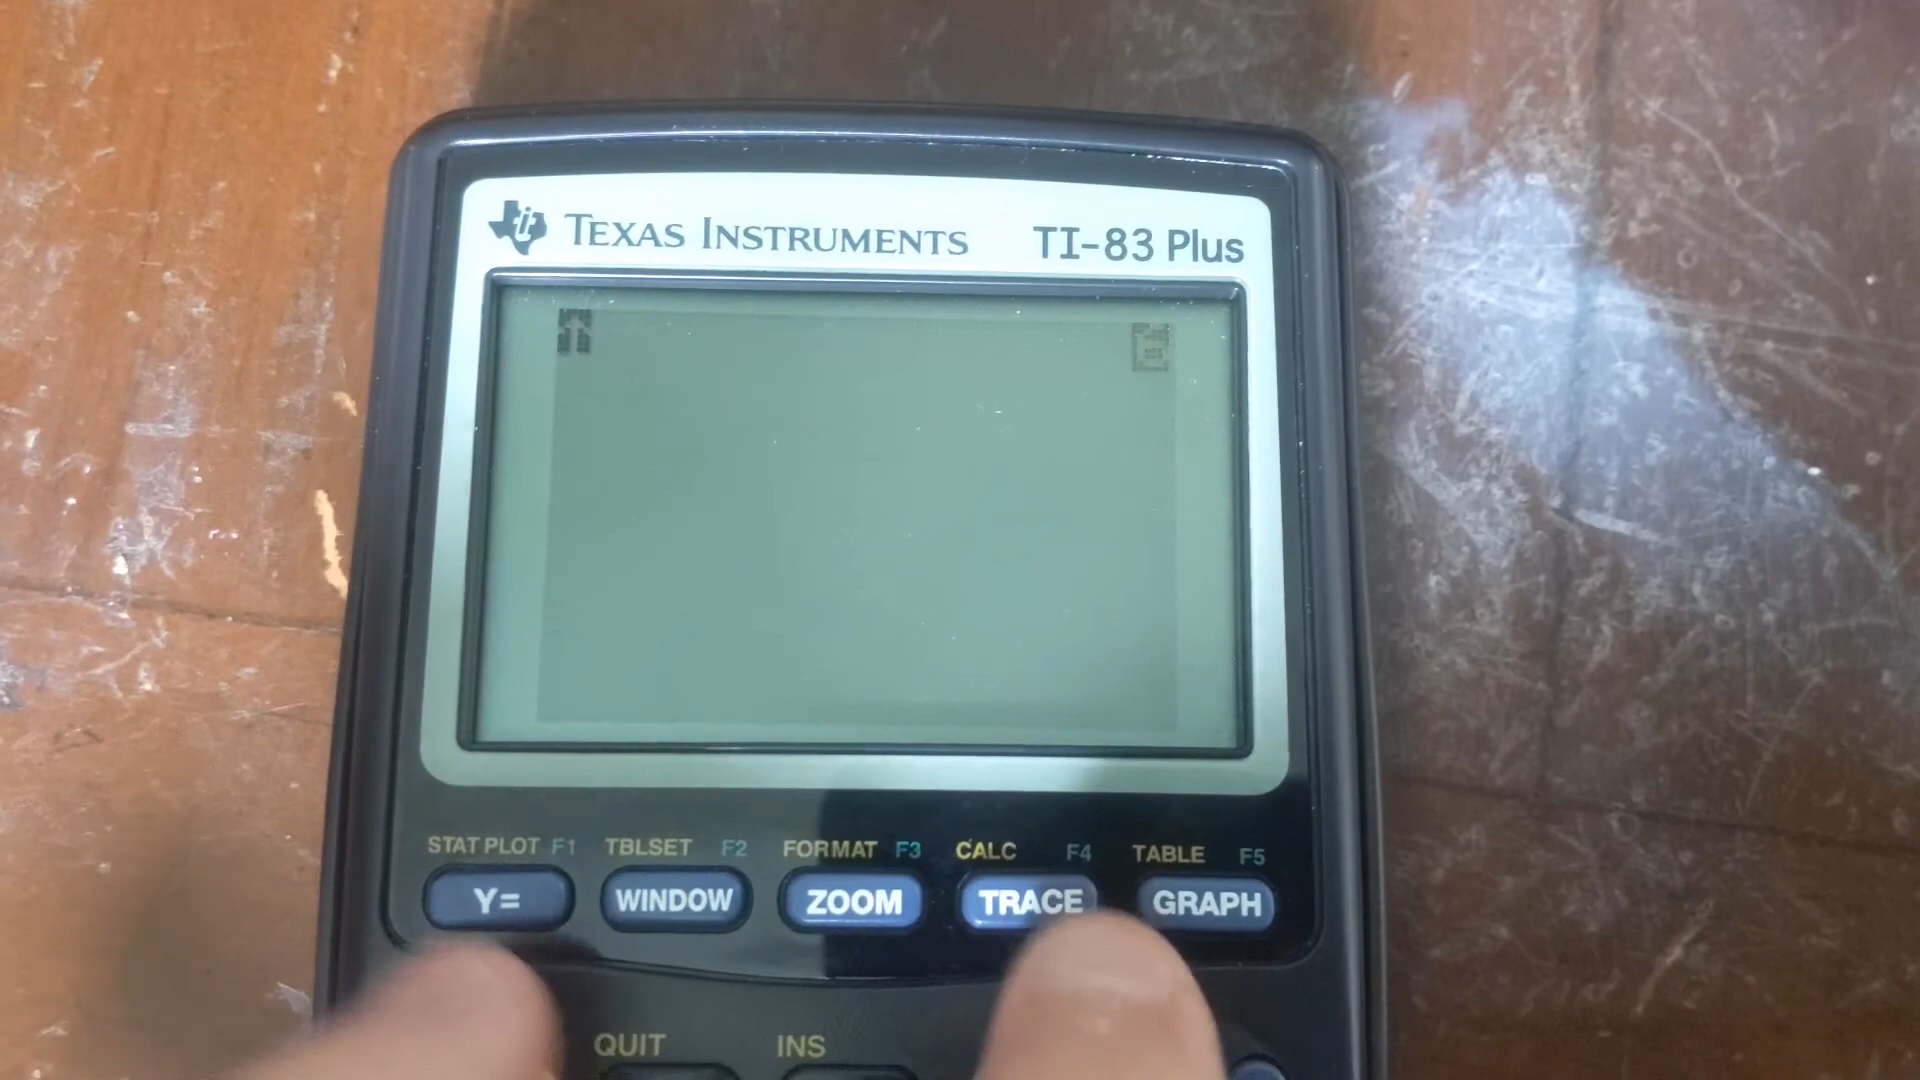 TEXAS INSTRUMENTS TI-83 Plus
STAT PLOT F1 TBLSET F2 FORMAT F3 CALC F4 TABLE F5
Y= WINDOW ZOOM TRACE GRAPH
QUIT INS